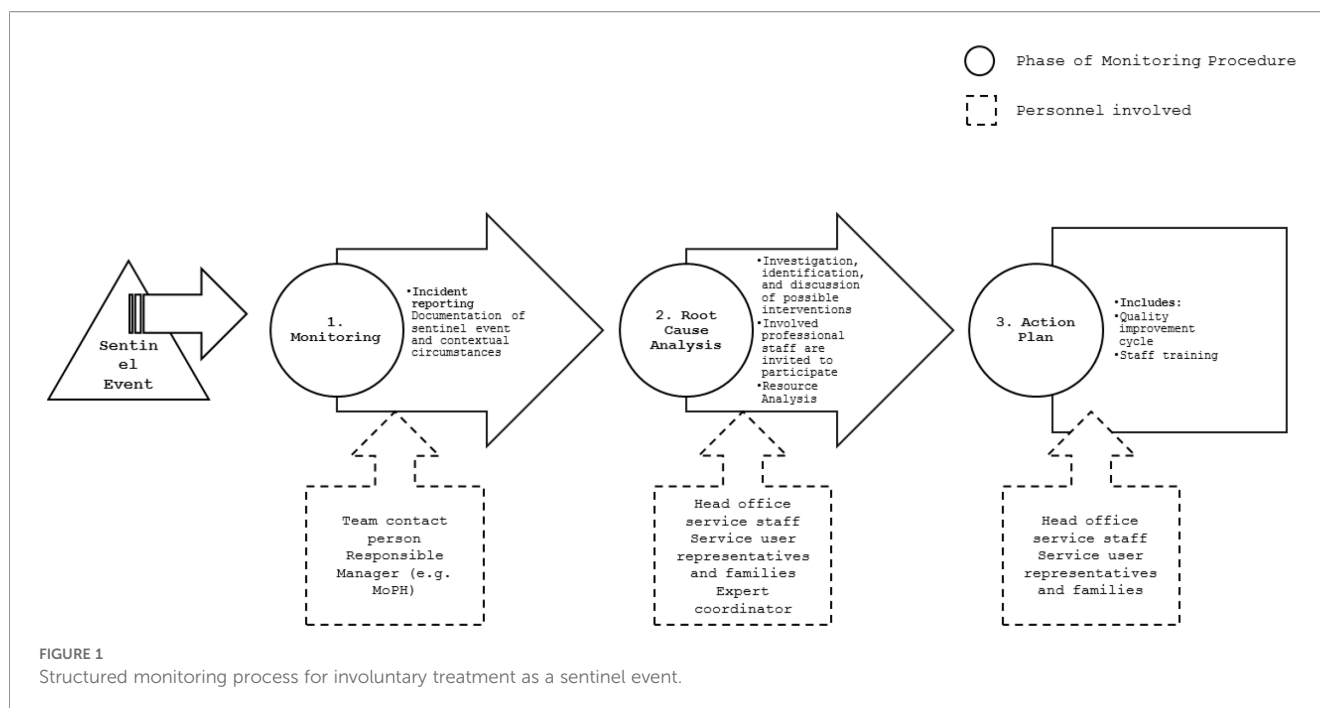 Phase of Monitoring Procedure
Personnel involved
Sentin
el
Event
1.
Monitoring
•Incident
reporting
Documentation of
sentinel event
and contextual
circumstances
2. Root
Cause
Analysis
•Investigation,
identification,
and discussion
of possible
interventions
•Involved
professional
staff are
invited to
participate
•Resource
Analysis
3. Action
Plan
•Includes:
•Quality
improvement
cycle
•Staff training
Team contact
person
Responsible
Manager (e.g.
MoPH)
Head office
service staff
Service user
representatives
and families
Expert
coordinator
Head office
service staff
Service user
representatives
and families
FIGURE 1
Structured monitoring process for involuntary treatment as a sentinel event.